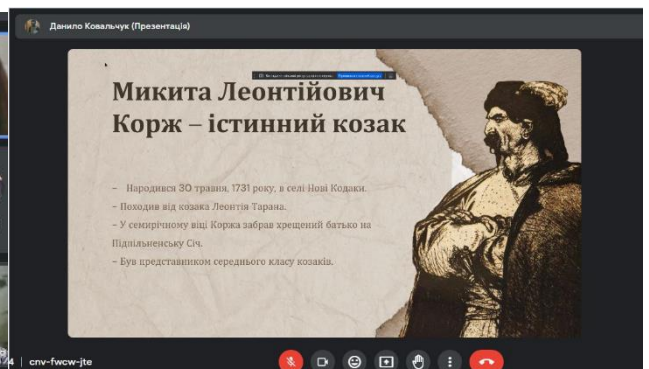 Данило Ковальчук (Презентація)
Микита Леонтійович
Корж – істинний козак
– Народився 30 травня, 1731 року, в селі Нові Кодаки.
– Походив від козака Леонтія Тарана.
– У семирічному віці Коржа забрав хрещений батько на
Підпільненську Січ.
– Був представником середнього класу козаків.
4 | cnv-fwcw-jte